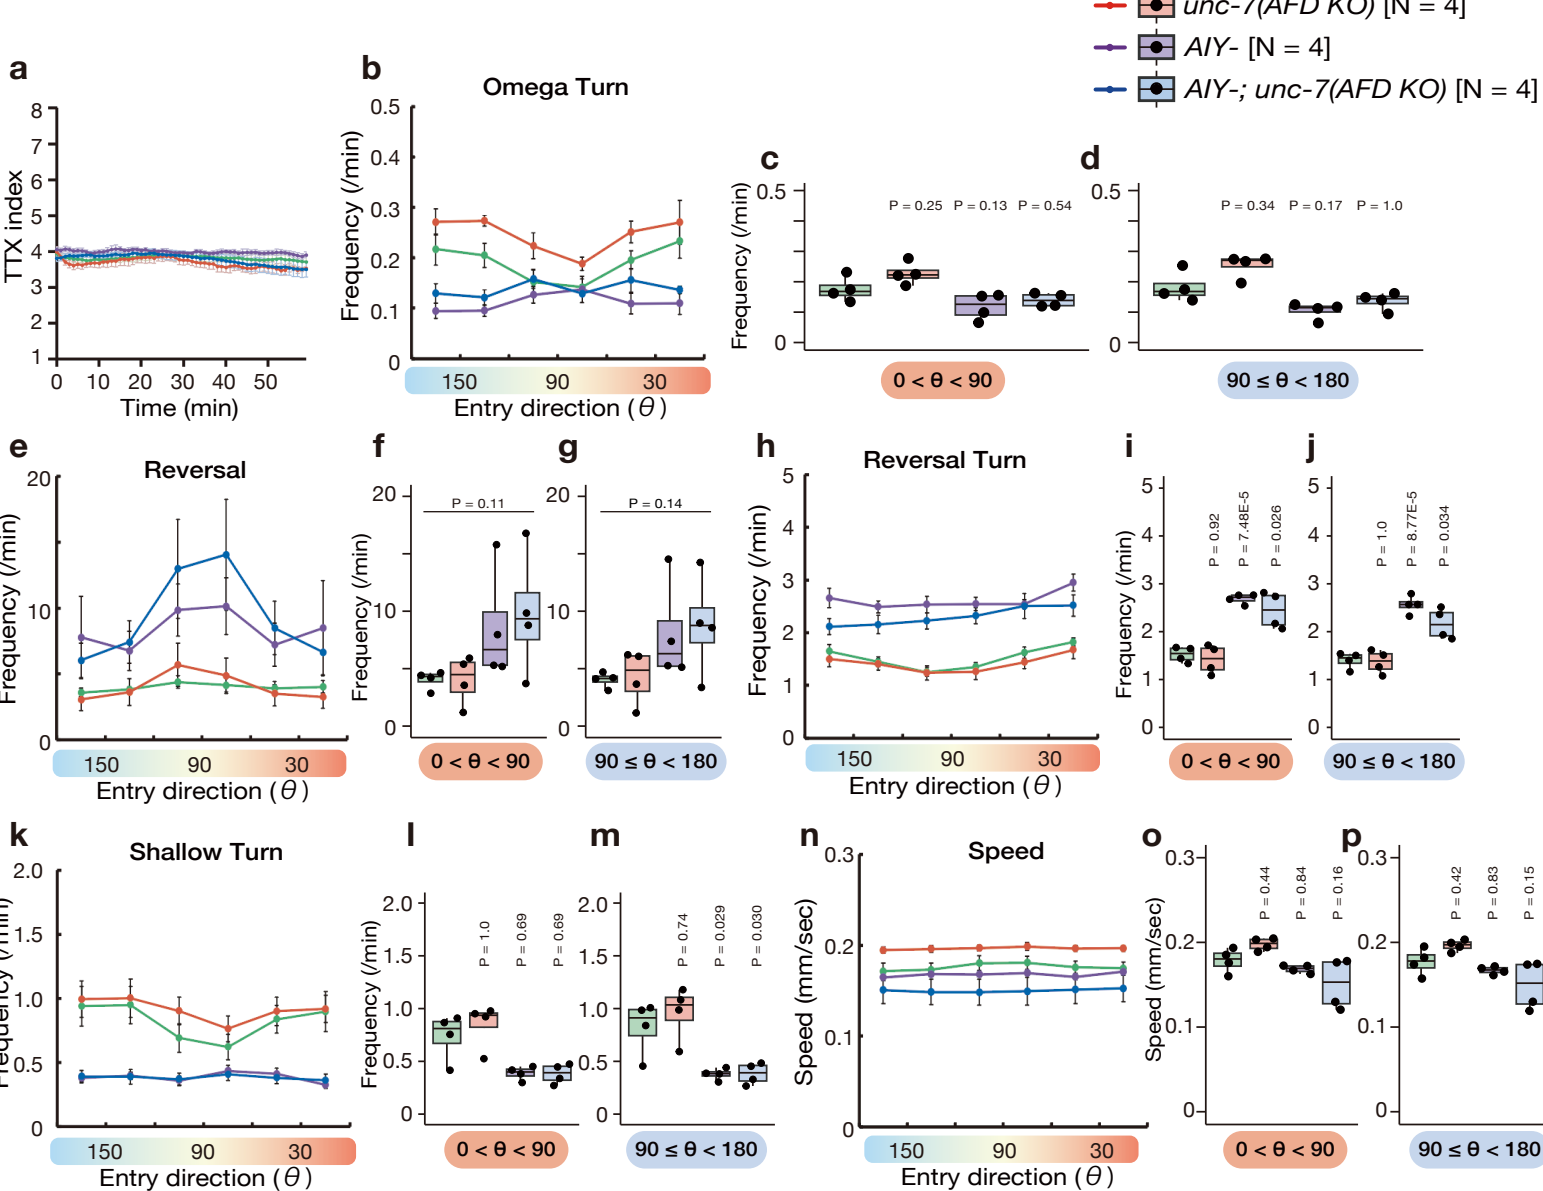 unc-7(AFD KO) [N = 4]
AIY- [N = 4]
AIY-; unc-7(AFD KO) [N = 4]
a
TTX index
8
7
6
5
4
3
2
1
0 10 20 30 40 50
Time (min)
b
Omega Turn
Frequency (/min)
0.5
0.4
0.3
0.2
0.1
0
150 90 30
Entry direction (θ)
c
Frequency (/min)
0.5
0
P = 0.25 P = 0.13 P = 0.54
0 < θ < 90
d
0.5
0
P = 0.34 P = 0.17 P = 1.0
90 ≤ θ < 180
e
Reversal
Frequency (/min)
20
10
0
150 90 30
Entry direction (θ)
f
Frequency (/min)
20
10
0
P = 0.11
0 < θ < 90
g
20
10
0
P = 0.14
90 ≤ θ < 180
h
Reversal Turn
Frequency (/min)
5
4
3
2
1
0
150 90 30
Entry direction (θ)
i
Frequency (/min)
5
4
3
2
1
0
P = 0.92
P = 7.48E-5
P = 0.026
0 < θ < 90
j
5
4
3
2
1
0
P = 1.0
P = 8.77E-5
P = 0.034
90 ≤ θ < 180
k
Shallow Turn
Frequency (/min)
2.0
1.5
1.0
0.5
0
150 90 30
Entry direction (θ)
l
Frequency (/min)
2.0
1.0
0.5
0
P = 1.0
P = 0.69
P = 0.69
0 < θ < 90
m
2.0
1.0
0.5
0
P = 0.74
P = 0.029
P = 0.030
90 ≤ θ < 180
n
Speed
Speed (mm/sec)
0.3
0.2
0.1
0
150 90 30
Entry direction (θ)
o
Speed (mm/sec)
0.3
0.2
0.1
0
P = 0.44
P = 0.84
P = 0.16
0 < θ < 90
p
0.3
0.2
0.1
0
P = 0.42
P = 0.83
P = 0.15
90 ≤ θ < 180